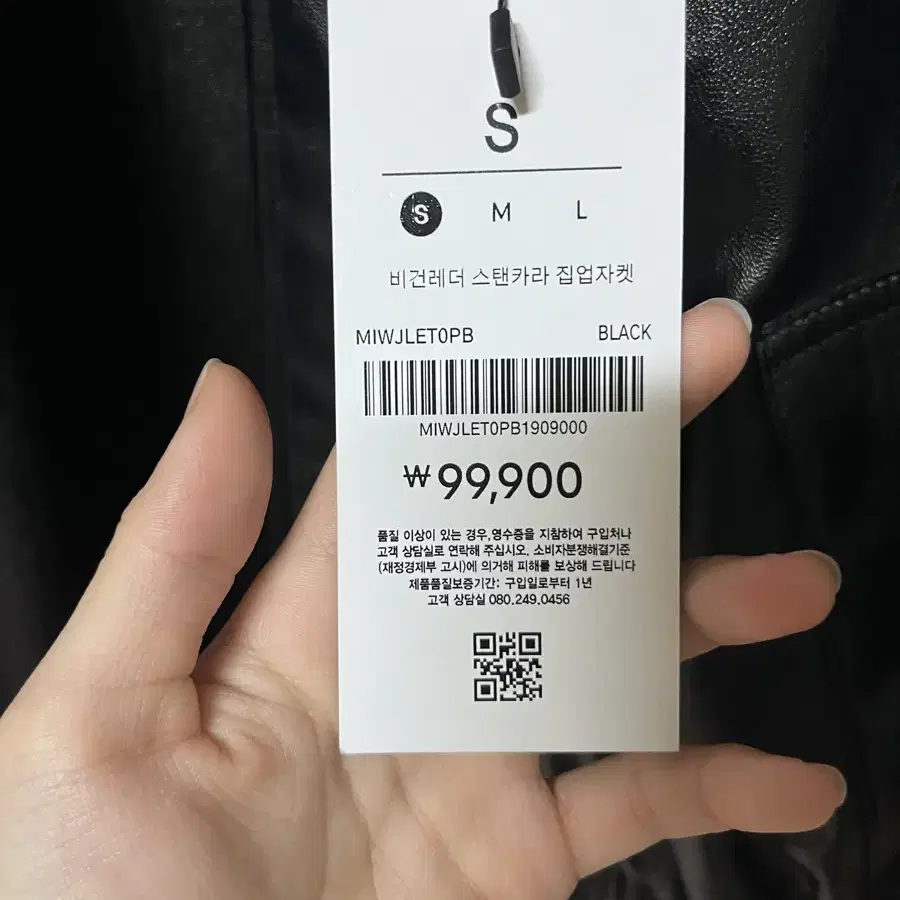 S
S M L
비건레더 스탠카라 집업자켓
MIWJLET0PB BLACK
MIWJLET0PB1909000
₩99,900
품질 이상이 있는 경우,영수증을 지참하여 구입처나
고객 상담실로 연락해 주십시오. 소비자분쟁해결기준
(재정경제부 고시)에 의거해 피해를 보상해 드립니다
제품품질보증기간: 구입일로부터 1년
고객 상담실 080.249.0456